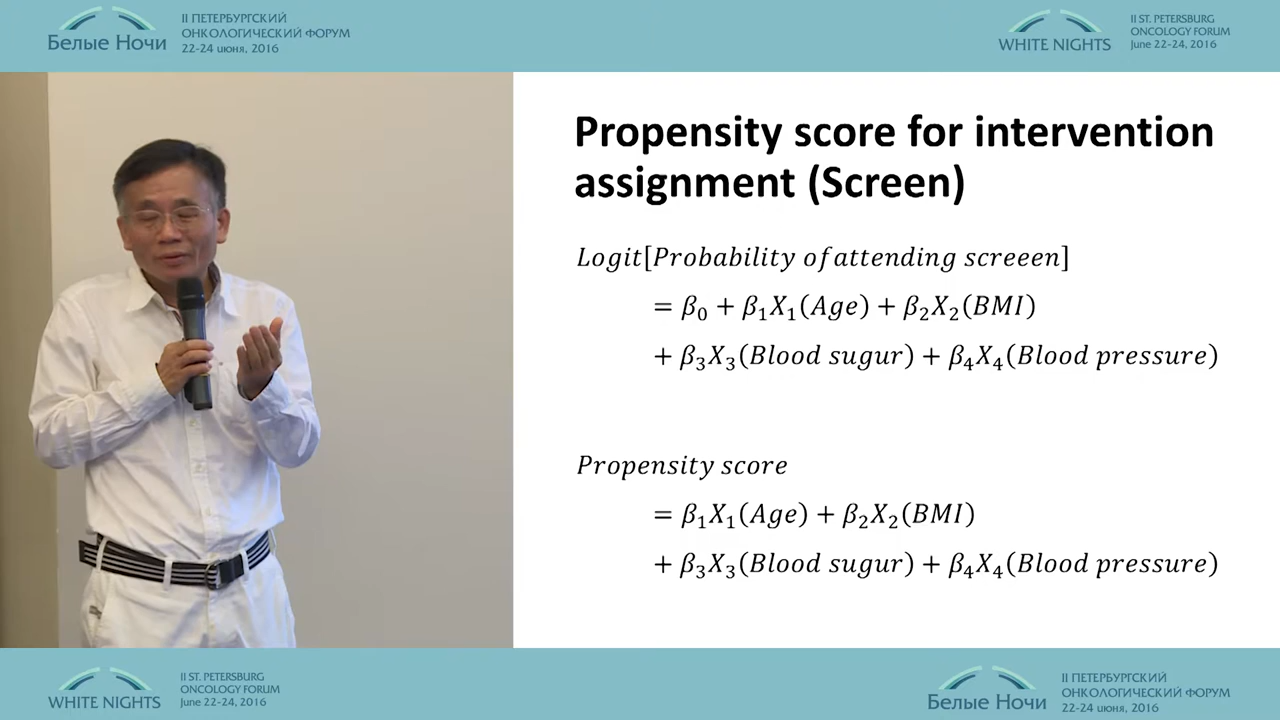 Белые Ночи
II ПЕТЕРБУРГСКИЙ
ОНКОЛОГИЧЕСКИЙ ФОРУМ
22-24 июня, 2016
WHITE NIGHTS
II ST. PETERSBURG
ONCOLOGY FORUM
June 22-24, 2016
Propensity score for intervention
assignment (Screen)
Logit[Probability of attending screeen]
= β₀ + β₁X₁(Age) + β₂X₂(BMI)
+ β₃X₃(Blood sugur) + β₄X₄(Blood pressure)
Propensity score
= β₁X₁(Age) + β₂X₂(BMI)
+ β₃X₃(Blood sugur) + β₄X₄(Blood pressure)
WHITE NIGHTS
II ST. PETERSBURG
ONCOLOGY FORUM
June 22-24, 2016
Белые Ночи
II ПЕТЕРБУРГСКИЙ
ОНКОЛОГИЧЕСКИЙ ФОРУМ
22-24 июня, 2016